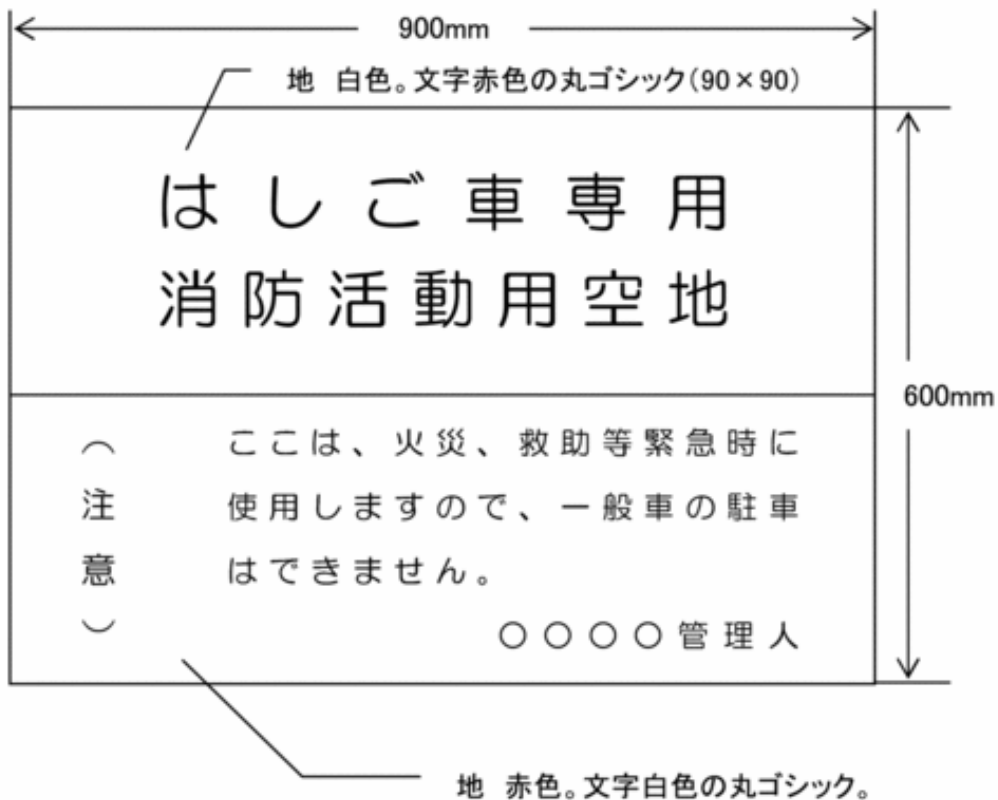 900mm
地 白色。文字赤色の丸ゴシック(90×90)
はしご車専用
消防活動用空地
600mm
(注意)
ここは、火災、救助等緊急時に
使用しますので、一般車の駐車
はできません。
○○○○管理人
地 赤色。文字白色の丸ゴシック。